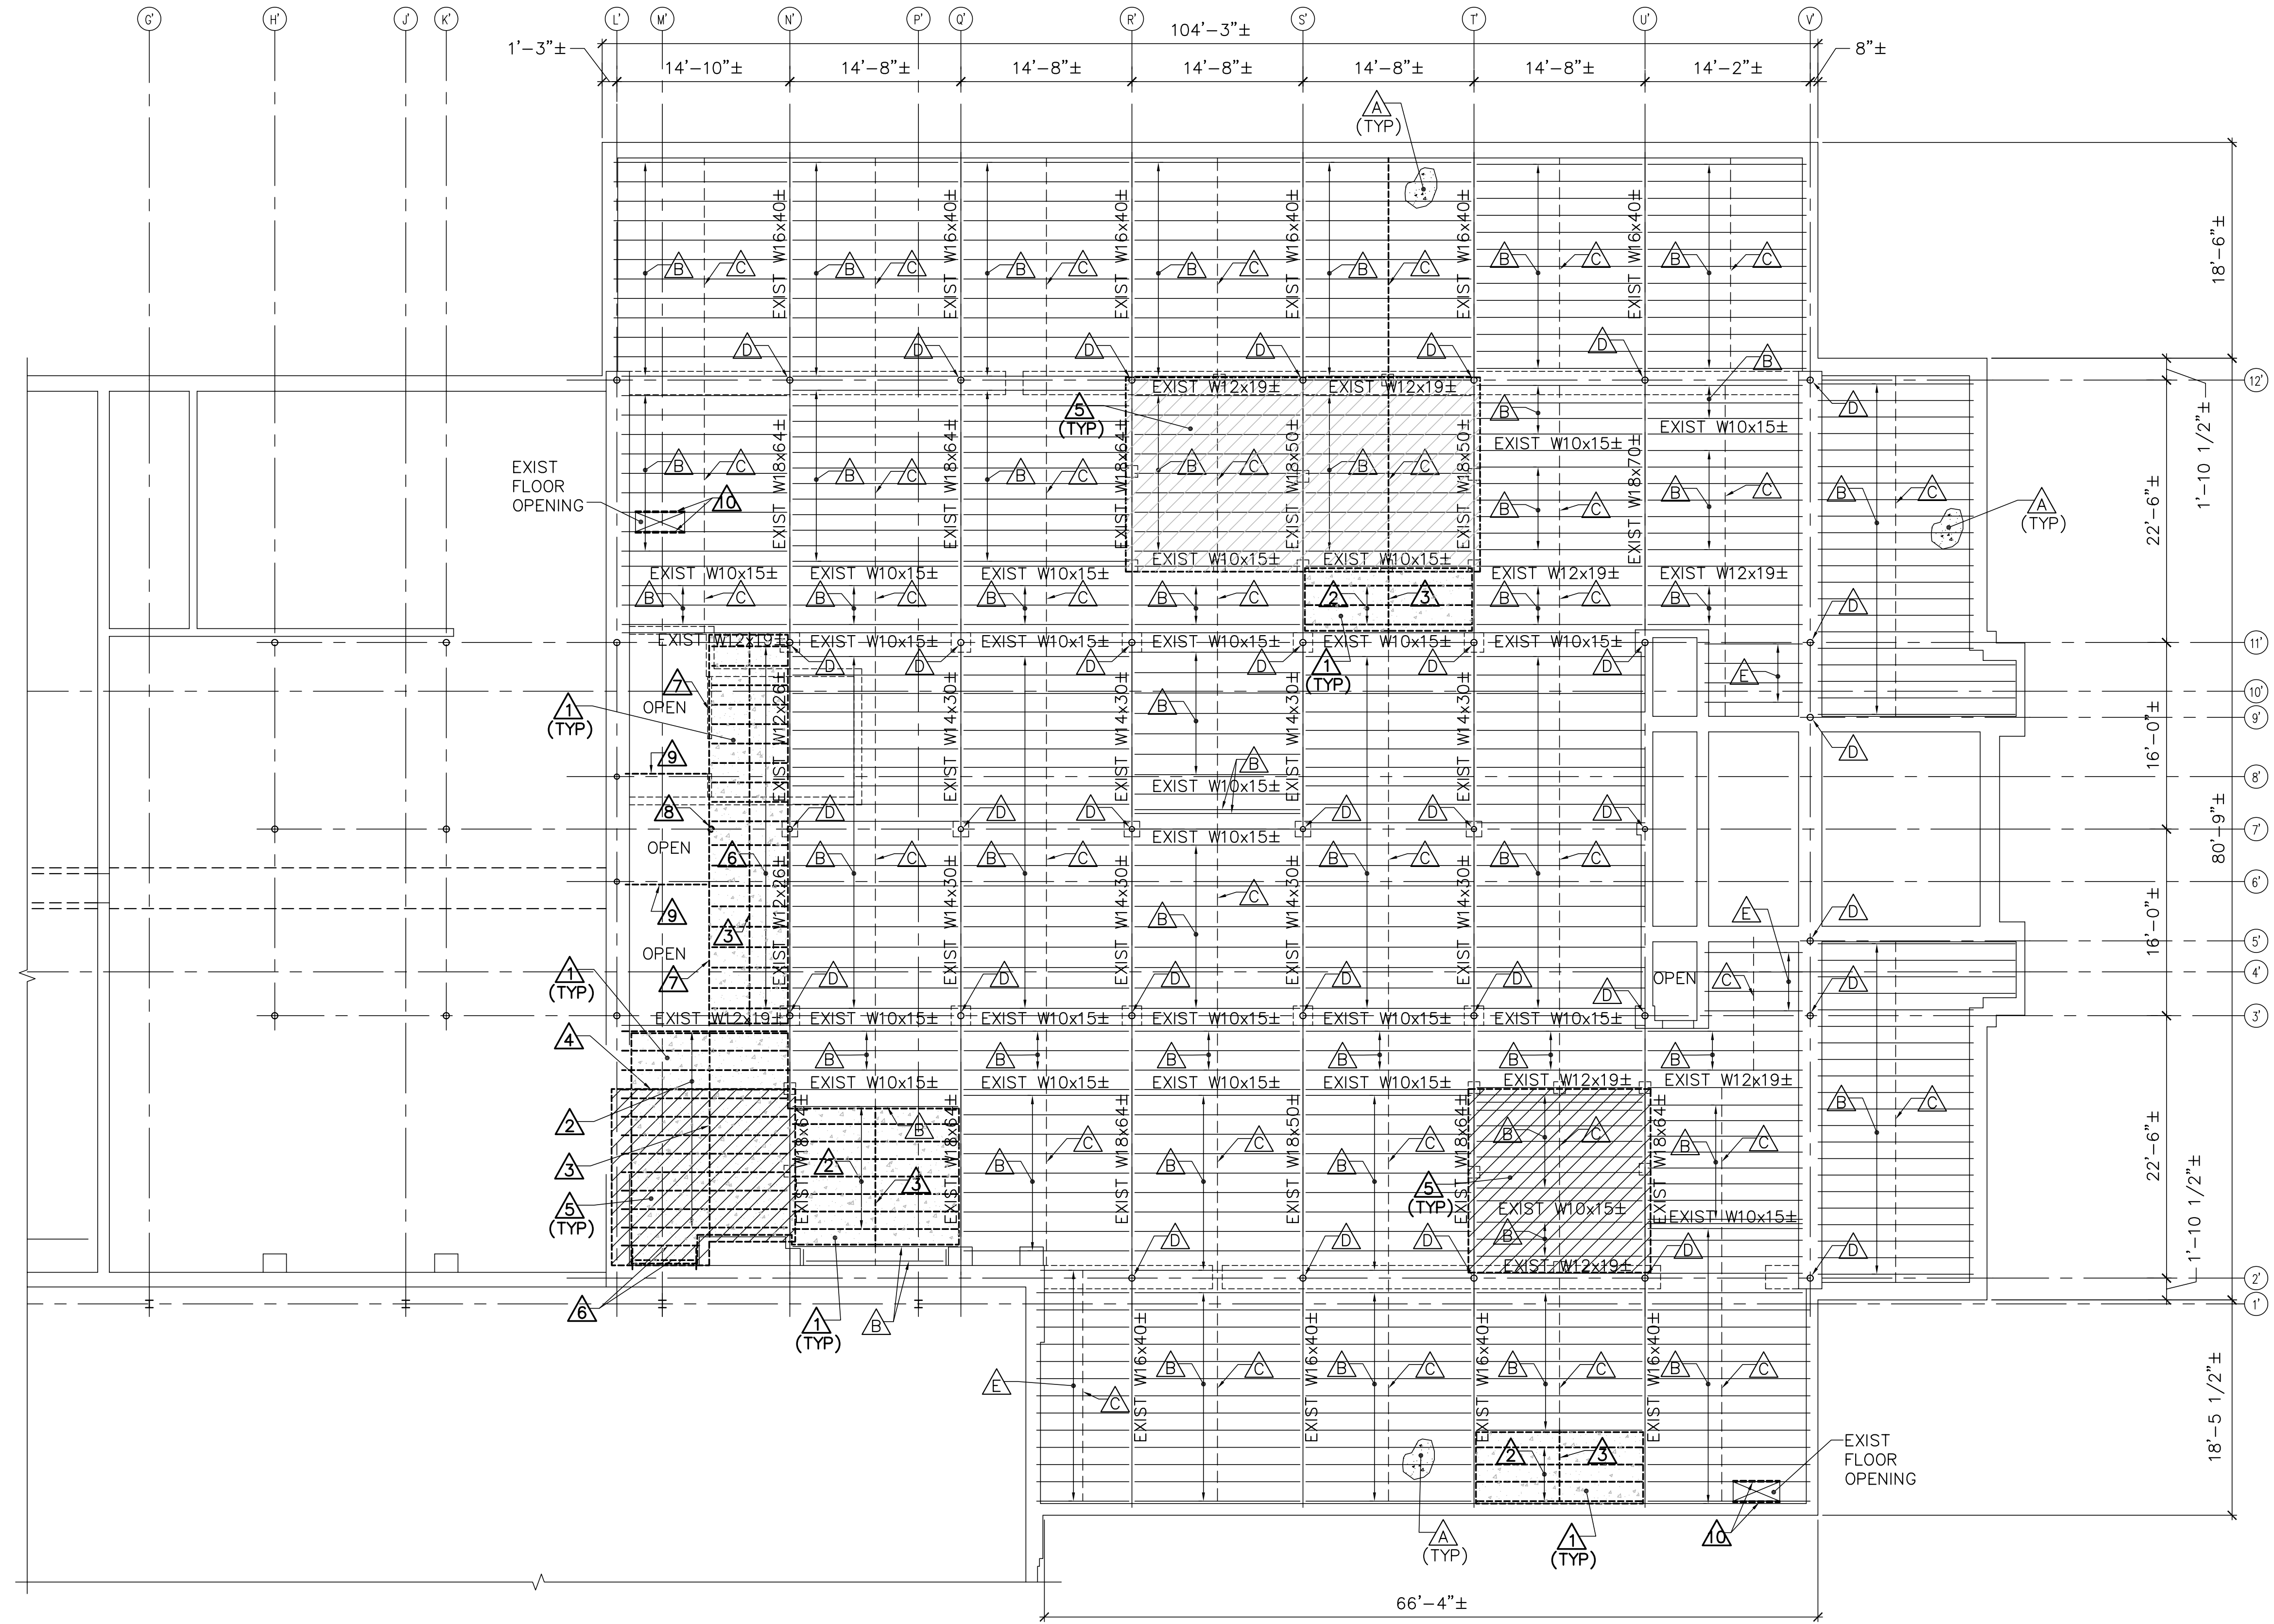 G' H' J' K' L' M' N' P' Q' R' S' T' U' V'
104'-3"±
1'-3"± 14'-10"± 14'-8"± 14'-8"± 14'-8"± 14'-8"± 14'-8"± 14'-2"± 8"±
A
(TYP)
EXIST W16x40±
EXIST W16x40±
EXIST W16x40±
EXIST W16x40±
EXIST W16x40±
EXIST W16x40±
18'-6"±
B C B C B C B C B C B C B C
D D D D D D B
12'
EXIST W12x19± EXIST W12x19±
5
(TYP)
B B D
EXIST W10x15± EXIST W10x15±
1'-10 1/2"±
EXIST W18x64±
EXIST W18x64±
EXIST W18x64±
EXIST W18x50±
EXIST W18x50±
EXIST W18x70±
22'-6"±
B C B C B C B C B C B C B C B C
EXIST
FLOOR
OPENING
10
A
(TYP)
EXIST W10x15± EXIST W10x15±
EXIST W10x15± EXIST W10x15± EXIST W10x15± EXIST W12x19± EXIST W12x19±
B C B C B C B C 2 3 B C B C D
EXIST W12x19± EXIST W10x15± EXIST W10x15± EXIST W10x15± EXIST W10x15± EXIST W10x15±
11'
D D D D D D E
1
(TYP)
7
OPEN
1
(TYP)
10'
9'
B
D
9
B
EXIST W10x15±
8'
EXIST W12x26±
EXIST W14x30±
EXIST W14x30±
EXIST W14x30±
EXIST W14x30±
16'-0"±
8
D D D D D D
7'
EXIST W10x15±
80'-9"±
OPEN
6
B C B C B C B C
6'
C
9
3
B
E D
5'
EXIST W12x26±
EXIST W14x30±
EXIST W14x30±
EXIST W14x30±
EXIST W14x30±
16'-0"±
OPEN
7
1
(TYP)
D D D D D D
OPEN
C
D
4'
EXIST W12x19± EXIST W10x15± EXIST W10x15± EXIST W10x15± EXIST W10x15± EXIST W10x15±
3'
4
B B B B B B
EXIST W10x15± EXIST W10x15± EXIST W10x15± EXIST W10x15± EXIST W12x19± EXIST W12x19±
B C
2
B
C C C B C B C
3
2
3
B B B
5
(TYP)
5
(TYP)
EXIST W18x64±
EXIST W18x64±
EXIST W18x64±
EXIST W18x50±
EXIST W18x64±
EXIST W18x64±
22'-6"±
EXIST W10x15± EXIST W10x15±
B
D D D D D
EXIST W12x19±
2'
1'-10 1/2"±
1'
6
1
(TYP)
B
EXIST W16x40±
EXIST W16x40±
EXIST W16x40±
EXIST W16x40±
E C B C B C B C B C
18'-5 1/2"±
2 3
EXIST
FLOOR
OPENING
A
(TYP)
1
(TYP)
10
66'-4"±